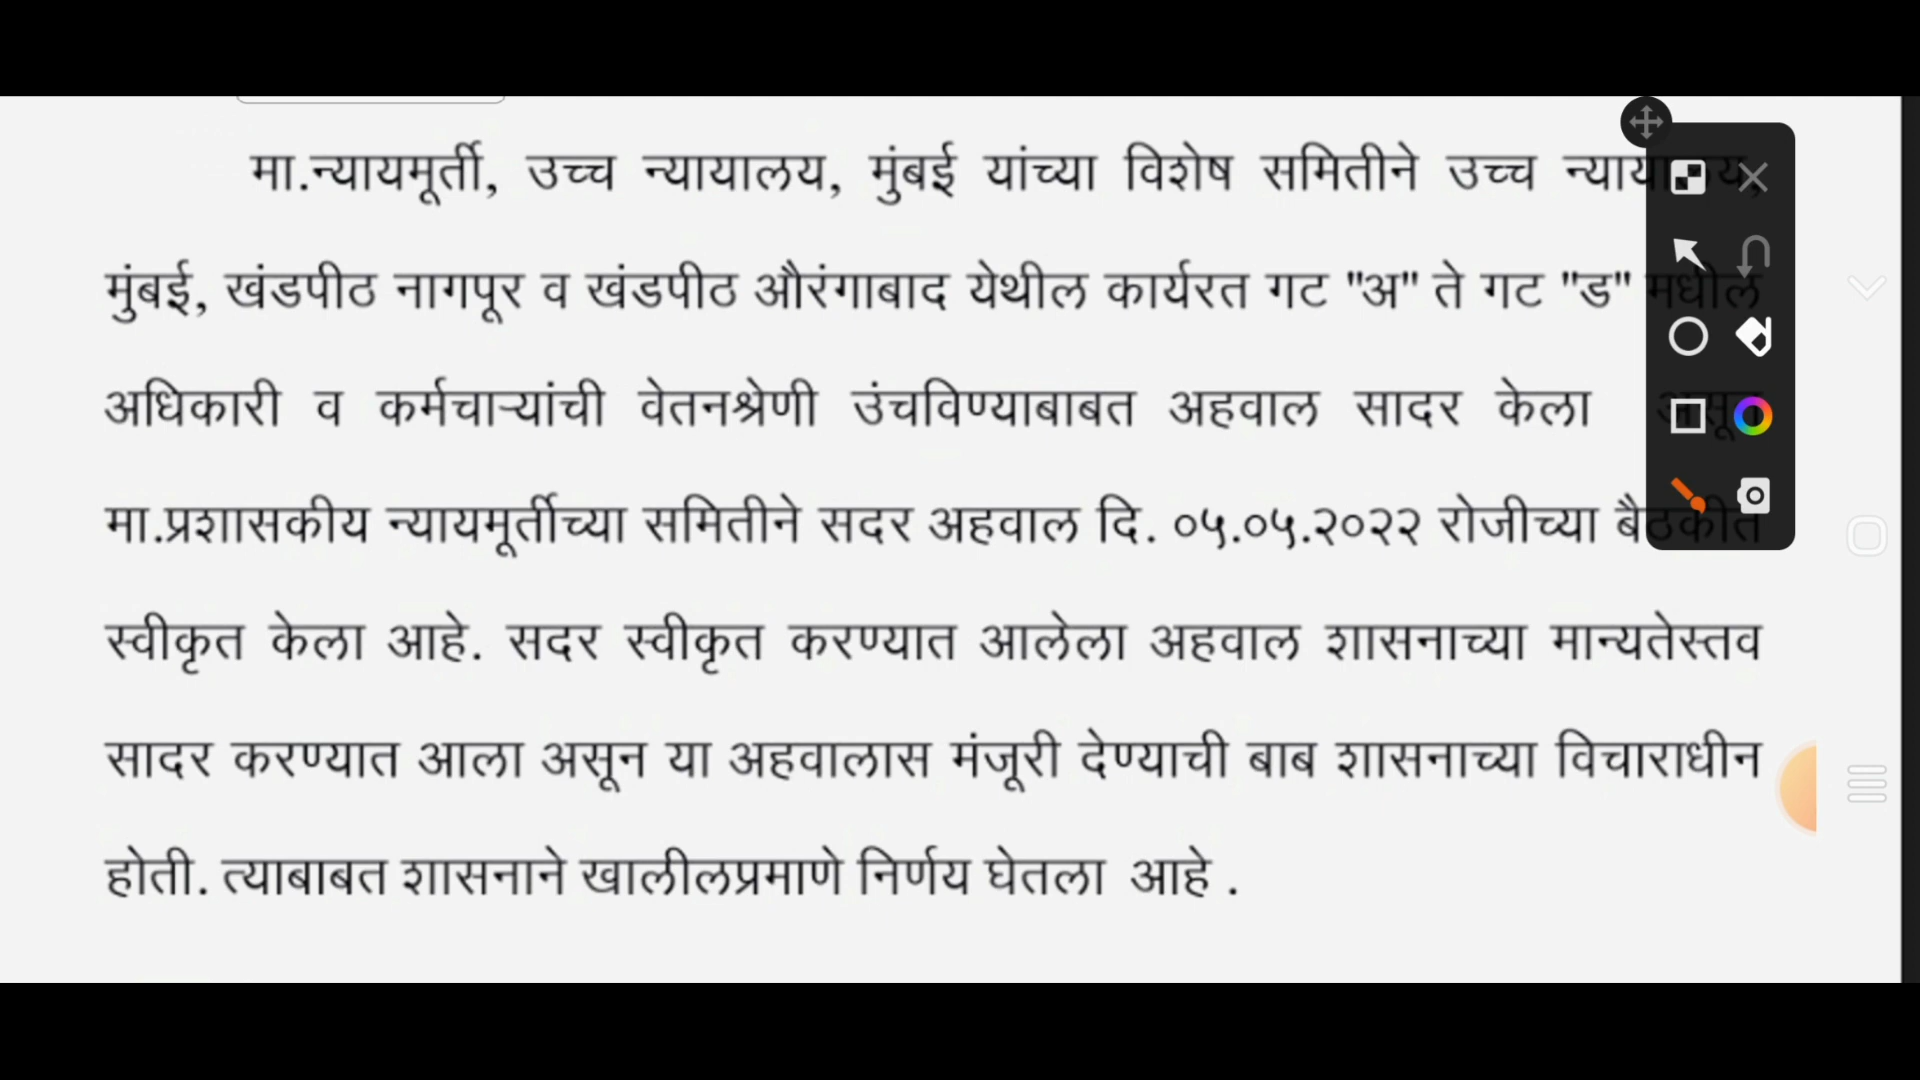 मा.न्यायमूर्ती, उच्च न्यायालय, मुंबई यांच्या विशेष समितीने उच्च न्यायालय,
मुंबई, खंडपीठ नागपूर व खंडपीठ औरंगाबाद येथील कार्यरत गट "अ" ते गट "ड" मधील
अधिकारी व कर्मचाऱ्यांची वेतनश्रेणी उंचविण्याबाबत अहवाल सादर केला असून
मा.प्रशासकीय न्यायमूर्तीच्या समितीने सदर अहवाल दि. ०५.०५.२०२२ रोजीच्या बैठकीत
स्वीकृत केला आहे. सदर स्वीकृत करण्यात आलेला अहवाल शासनाच्या मान्यतेस्तव
सादर करण्यात आला असून या अहवालास मंजूरी देण्याची बाब शासनाच्या विचाराधीन
होती. त्याबाबत शासनाने खालीलप्रमाणे निर्णय घेतला आहे .